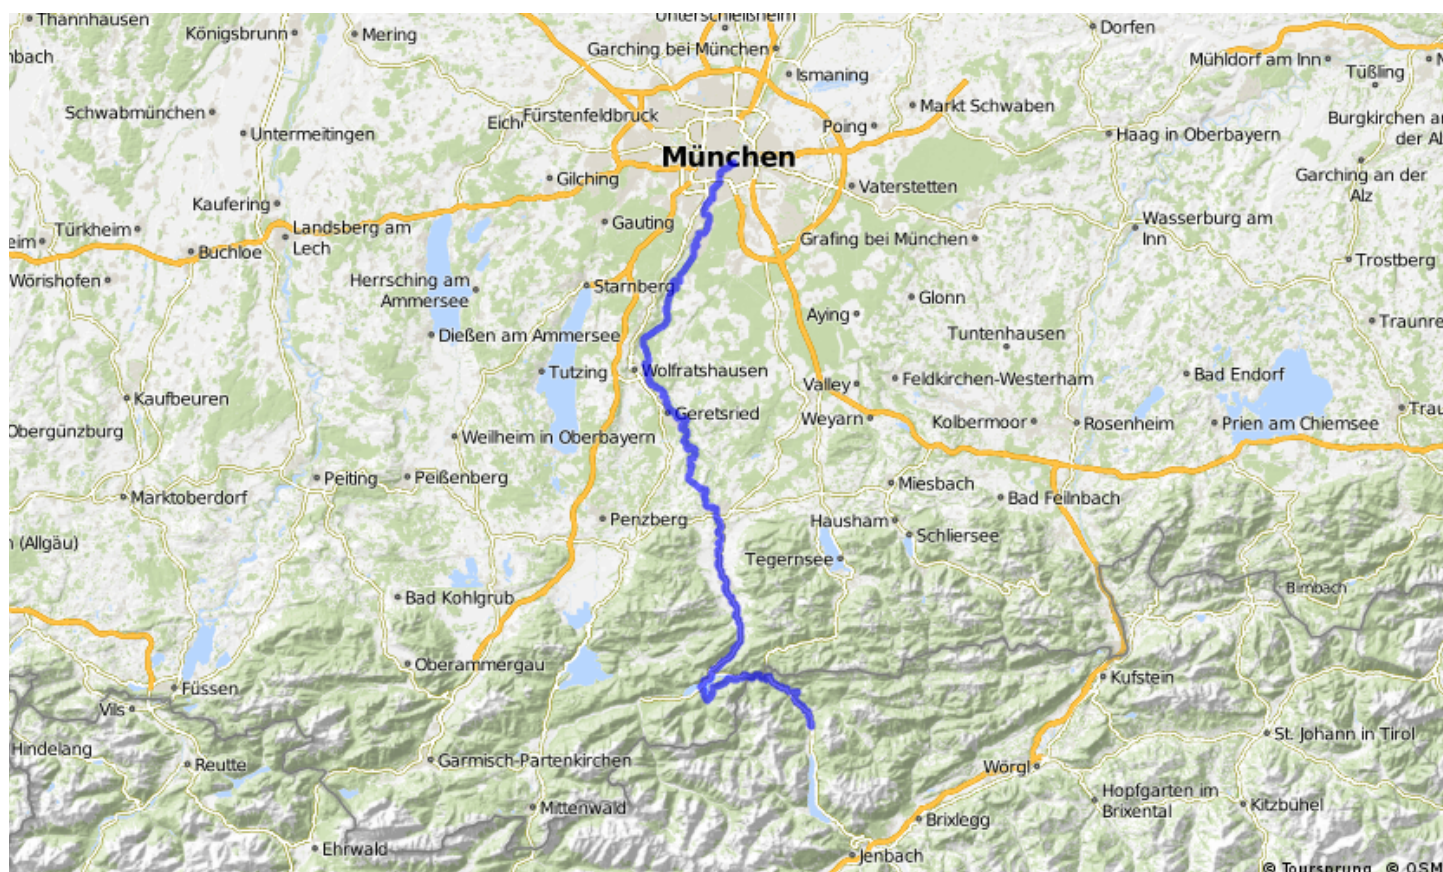 Thannhausen
Königsbrunn
Mering
Unterschleißheim
Garching bei München
Dorfen
Mühldorf am Inn
nbach
Ismaning
Tüßling
Schwabmünchen
Untermeitingen
Eich
Fürstenfeldbruck
Markt Schwaben
Poing
Haag in Oberbayern
Burgkirchen an
der Al
München
Gilching
Vaterstetten
Garching an der
Alz
Kaufering
Türkheim
eim
Landsberg am
Lech
Buchloe
Gauting
Grafing bei München
Wasserburg am
Inn
Trostberg
Wörishofen
Herrsching am
Ammersee
Starnberg
Glonn
Aying
Dießen am Ammersee
Tuntenhausen
Traunre
Tutzing
Wolfratshausen
Valley
Feldkirchen-Westerham
Bad Endorf
Kaufbeuren
Geretsried
Weyarn
Kolbermoor
Rosenheim
Prien am Chiemsee
Trau
Obergünzburg
Weilheim in Oberbayern
Peiting
Peißenberg
Miesbach
Bad Feilnbach
Marktoberdorf
Penzberg
Hausham
Schliersee
n (Allgäu)
Tegernsee
Bad Kohlgrub
Birnbach
Oberammergau
Füssen
Kufstein
Vils
Hindelang
Reutte
Garmisch-Partenkirchen
St. Johann in Tirol
Wörgl
Mittenwald
Hopfgarten im
Brixental
Kitzbühel
Brixlegg
Ehrwald
Jenbach
© Toursprung, © OSM